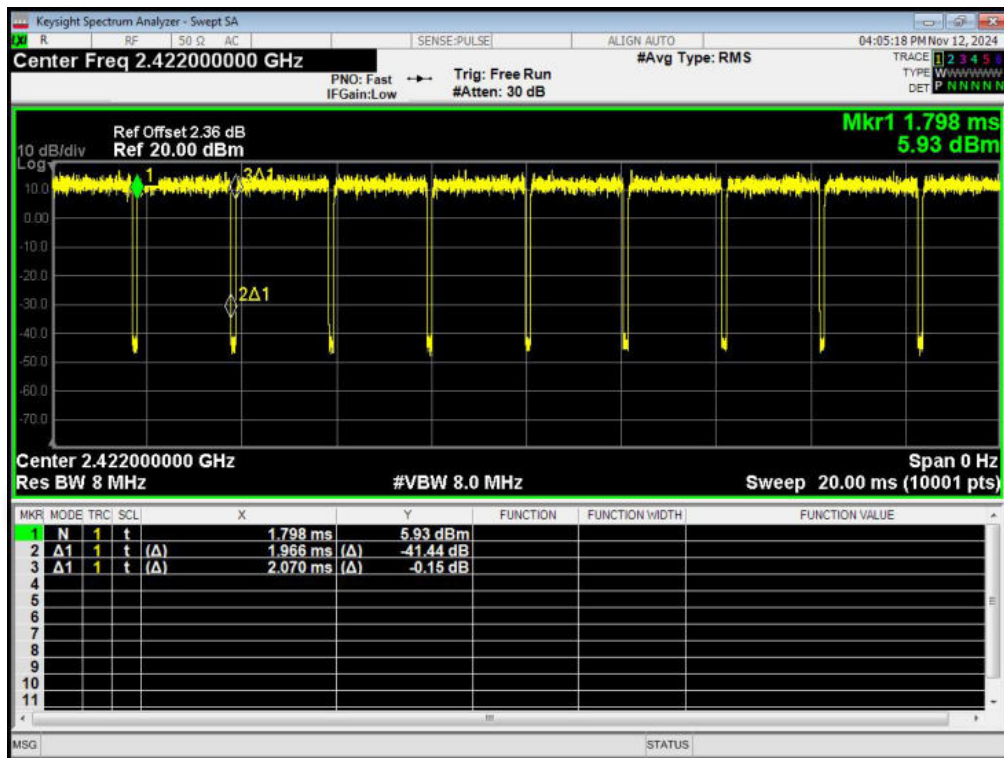 Keysight Spectrum Analyzer - Swept SA
LXI R RF 50 Ω AC SENSE:PULSE ALIGN AUTO 04:05:18 PM Nov 12, 2024
Center Freq 2.422000000 GHz #Avg Type: RMS TRACE 1 2 3 4 5 6
PNO: Fast Trig: Free Run TYPE WWWWWW
IFGain:Low #Atten: 30 dB DET P N N N N N
Mkr1 1.798 ms
Ref Offset 2.36 dB
10 dB/div Ref 20.00 dBm 5.93 dBm
Log
1 3Δ1
10.0
0.00
-10.0
-20.0
2Δ1
-30.0
-40.0
-50.0
-60.0
-70.0
Center 2.422000000 GHz Span 0 Hz
Res BW 8 MHz #VBW 8.0 MHz Sweep 20.00 ms (10001 pts)
MKR MODE TRC SCL X Y FUNCTION FUNCTION WIDTH FUNCTION VALUE
1 N 1 t 1.798 ms 5.93 dBm
2 Δ1 1 t (Δ) 1.966 ms (Δ) -41.44 dB
3 Δ1 1 t (Δ) 2.070 ms (Δ) -0.15 dB
4
5
6
7
8
9
10
11
MSG STATUS